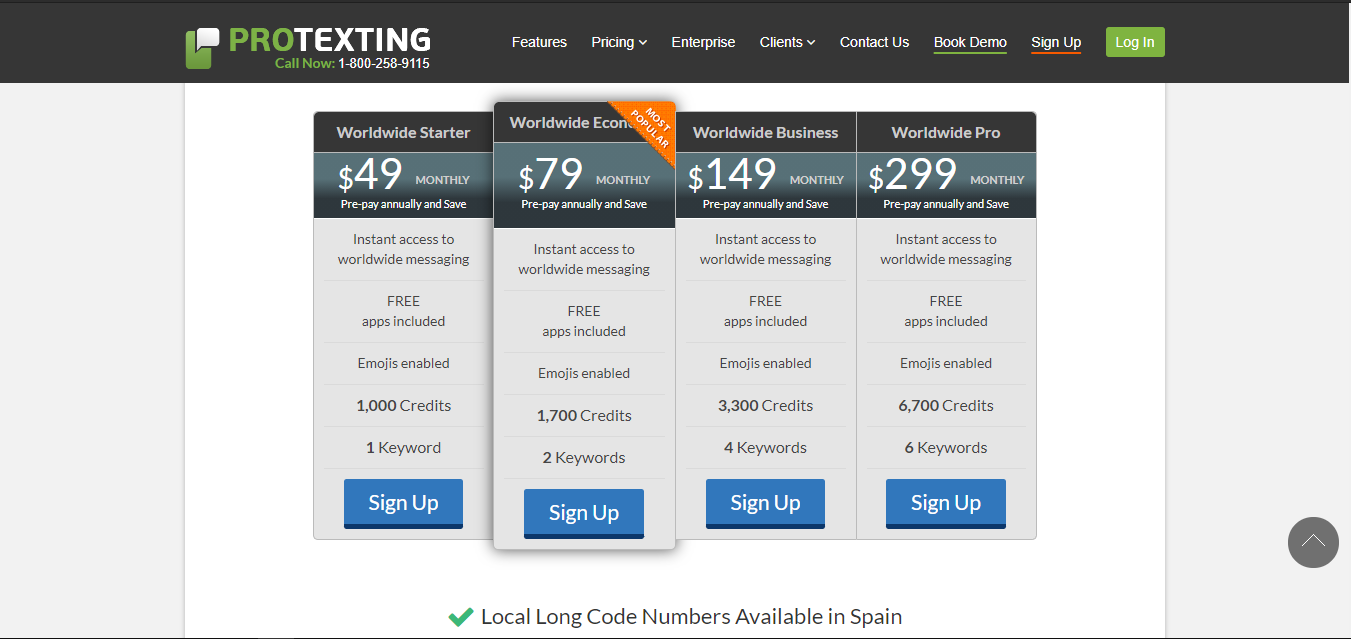 PROTEXTING
Call Now: 1-800-258-9115
Features
Pricing
Enterprise
Clients
Contact Us
Book Demo
Sign Up
Log In
Worldwide Starter
$49 MONTHLY
Pre-pay annually and Save
Instant access to
worldwide messaging
FREE
apps included
Emojis enabled
1,000 Credits
1 Keyword
Sign Up
Worldwide Econ
MOST
POPULAR
$79 MONTHLY
Pre-pay annually and Save
Instant access to
worldwide messaging
FREE
apps included
Emojis enabled
1,700 Credits
2 Keywords
Sign Up
Worldwide Business
$149 MONTHLY
Pre-pay annually and Save
Instant access to
worldwide messaging
FREE
apps included
Emojis enabled
3,300 Credits
4 Keywords
Sign Up
Worldwide Pro
$299 MONTHLY
Pre-pay annually and Save
Instant access to
worldwide messaging
FREE
apps included
Emojis enabled
6,700 Credits
6 Keywords
Sign Up
Local Long Code Numbers Available in Spain